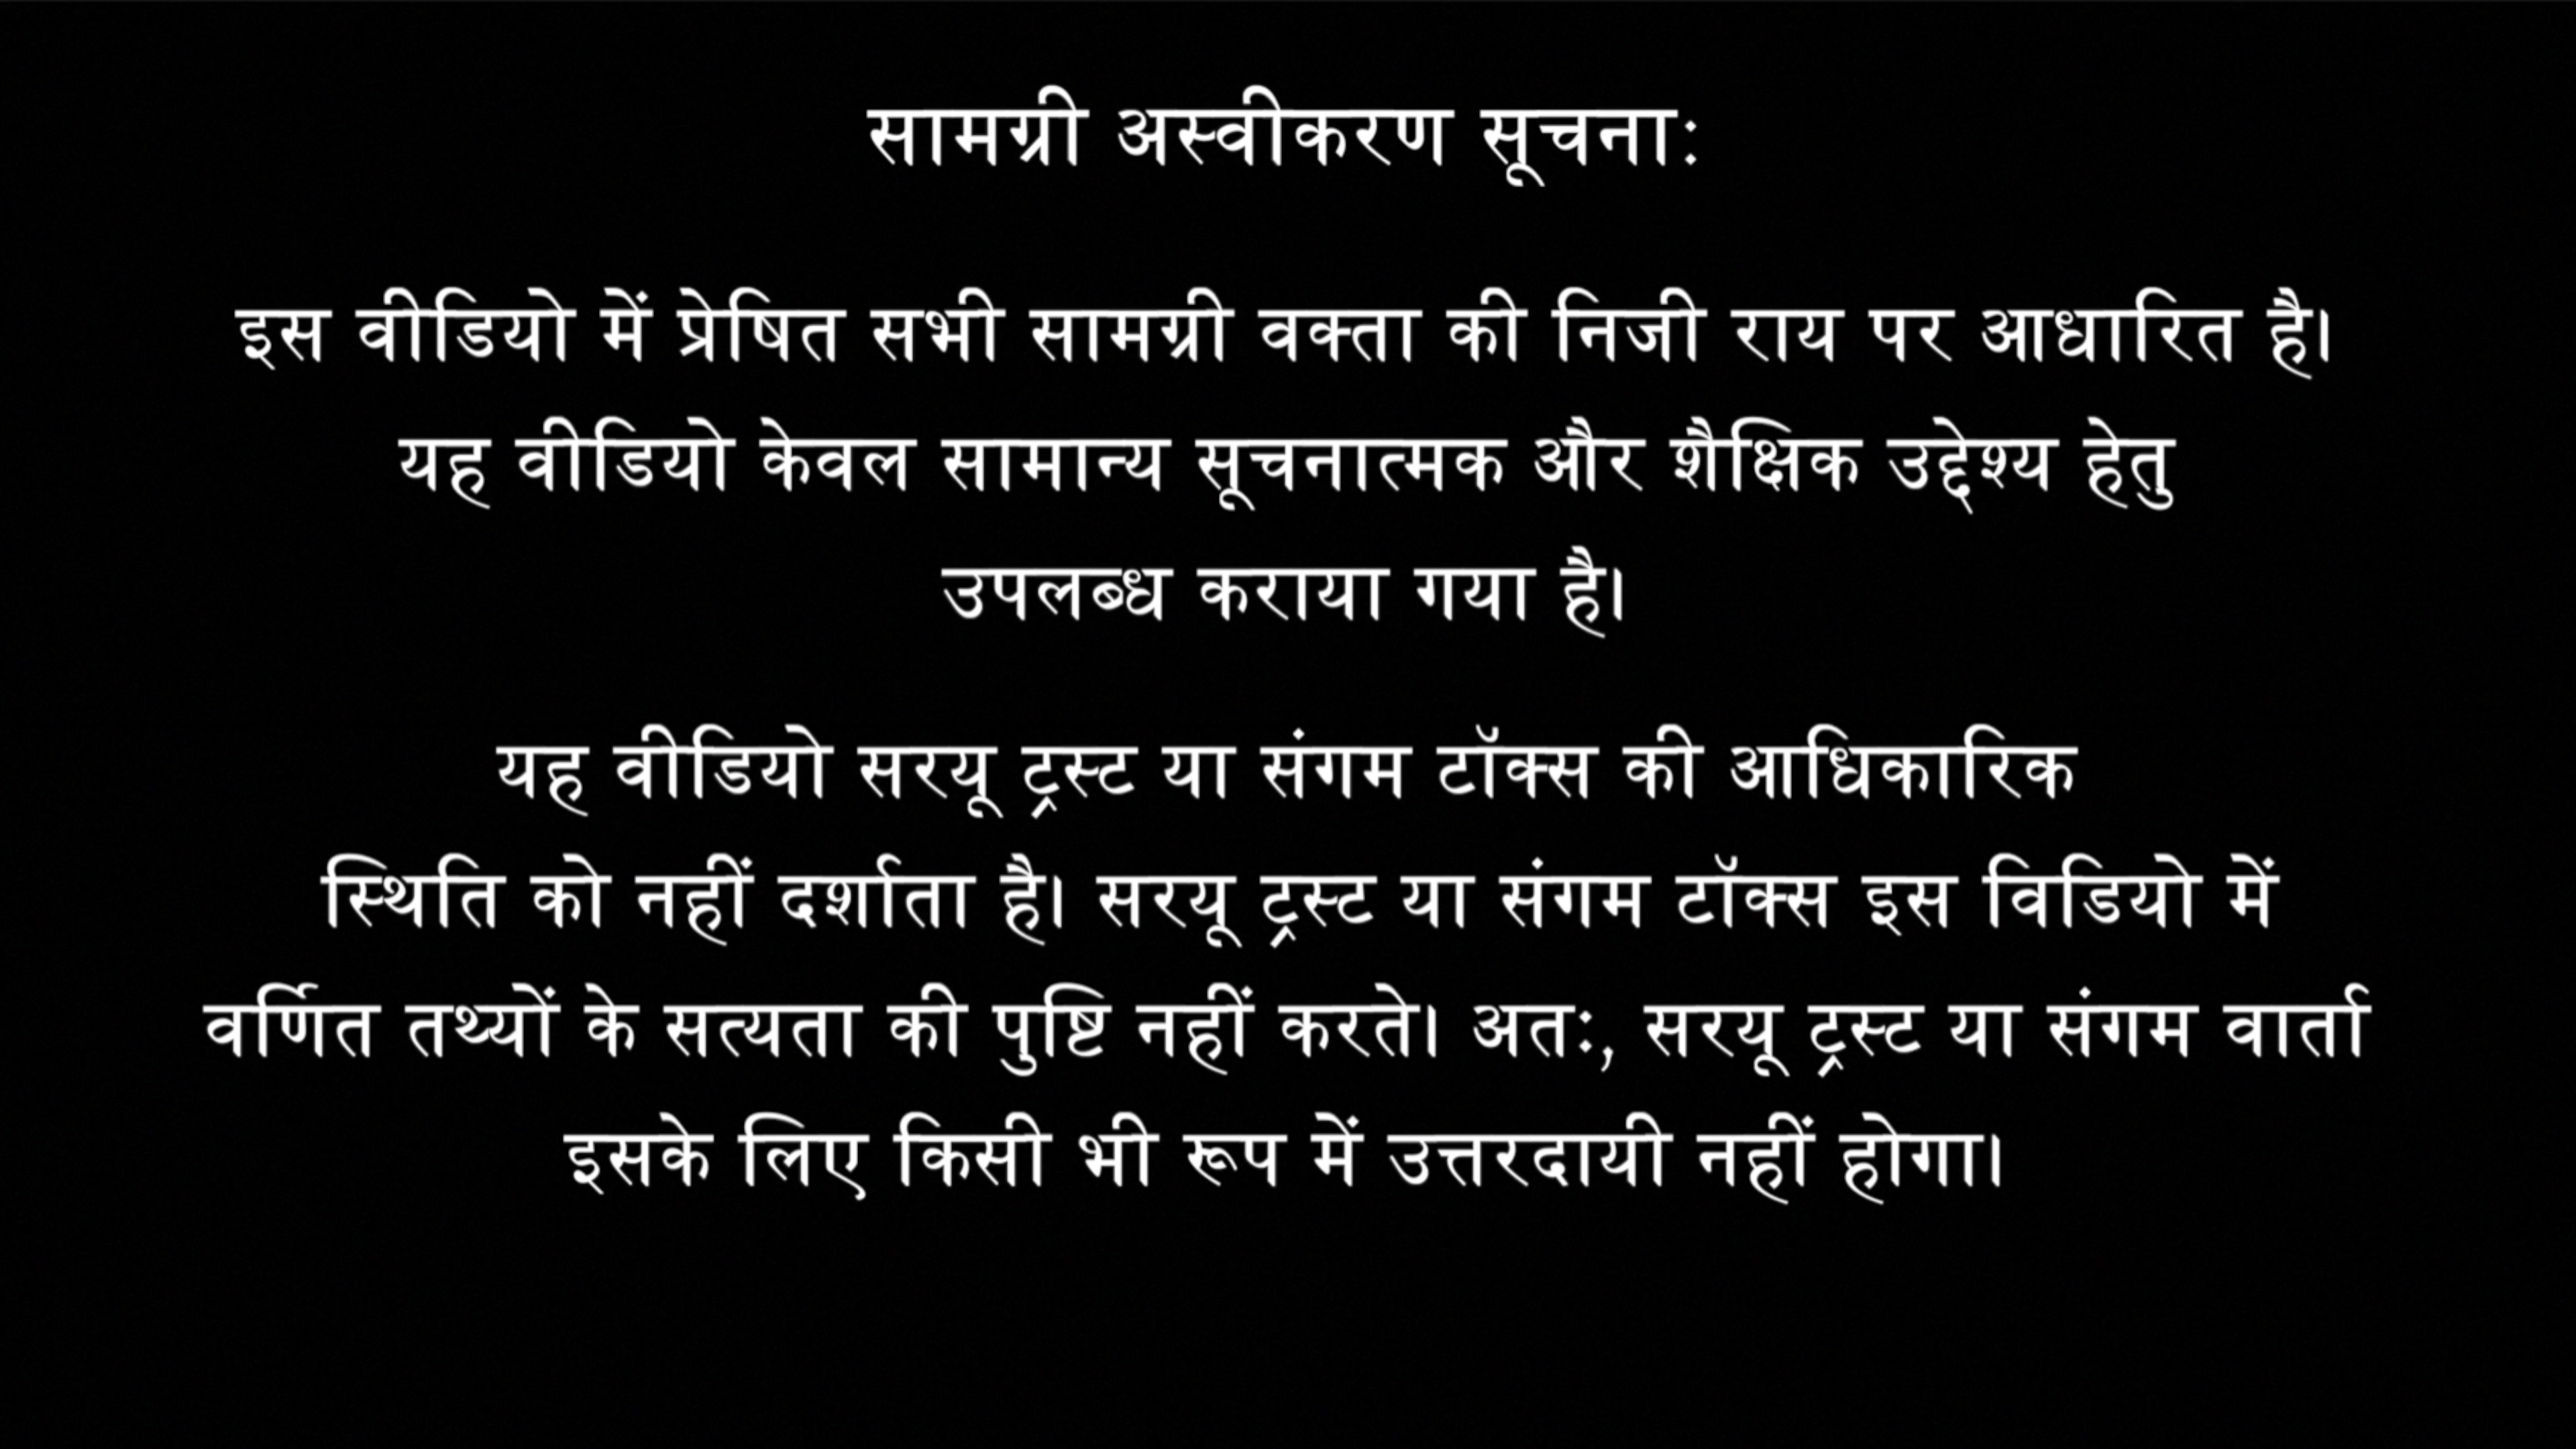 सामग्री अस्वीकरण सूचनाः
इस वीडियो में प्रेषित सभी सामग्री वक्ता की निजी राय पर आधारित है।
यह वीडियो केवल सामान्य सूचनात्मक और शैक्षिक उद्देश्य हेतु
उपलब्ध कराया गया है।
यह वीडियो सरयू ट्रस्ट या संगम टॉक्स की आधिकारिक
स्थिति को नहीं दर्शाता है। सरयू ट्रस्ट या संगम टॉक्स इस विडियो में
वर्णित तथ्यों के सत्यता की पुष्टि नहीं करते। अतः, सरयू ट्रस्ट या संगम वार्ता
इसके लिए किसी भी रूप में उत्तरदायी नहीं होगा।